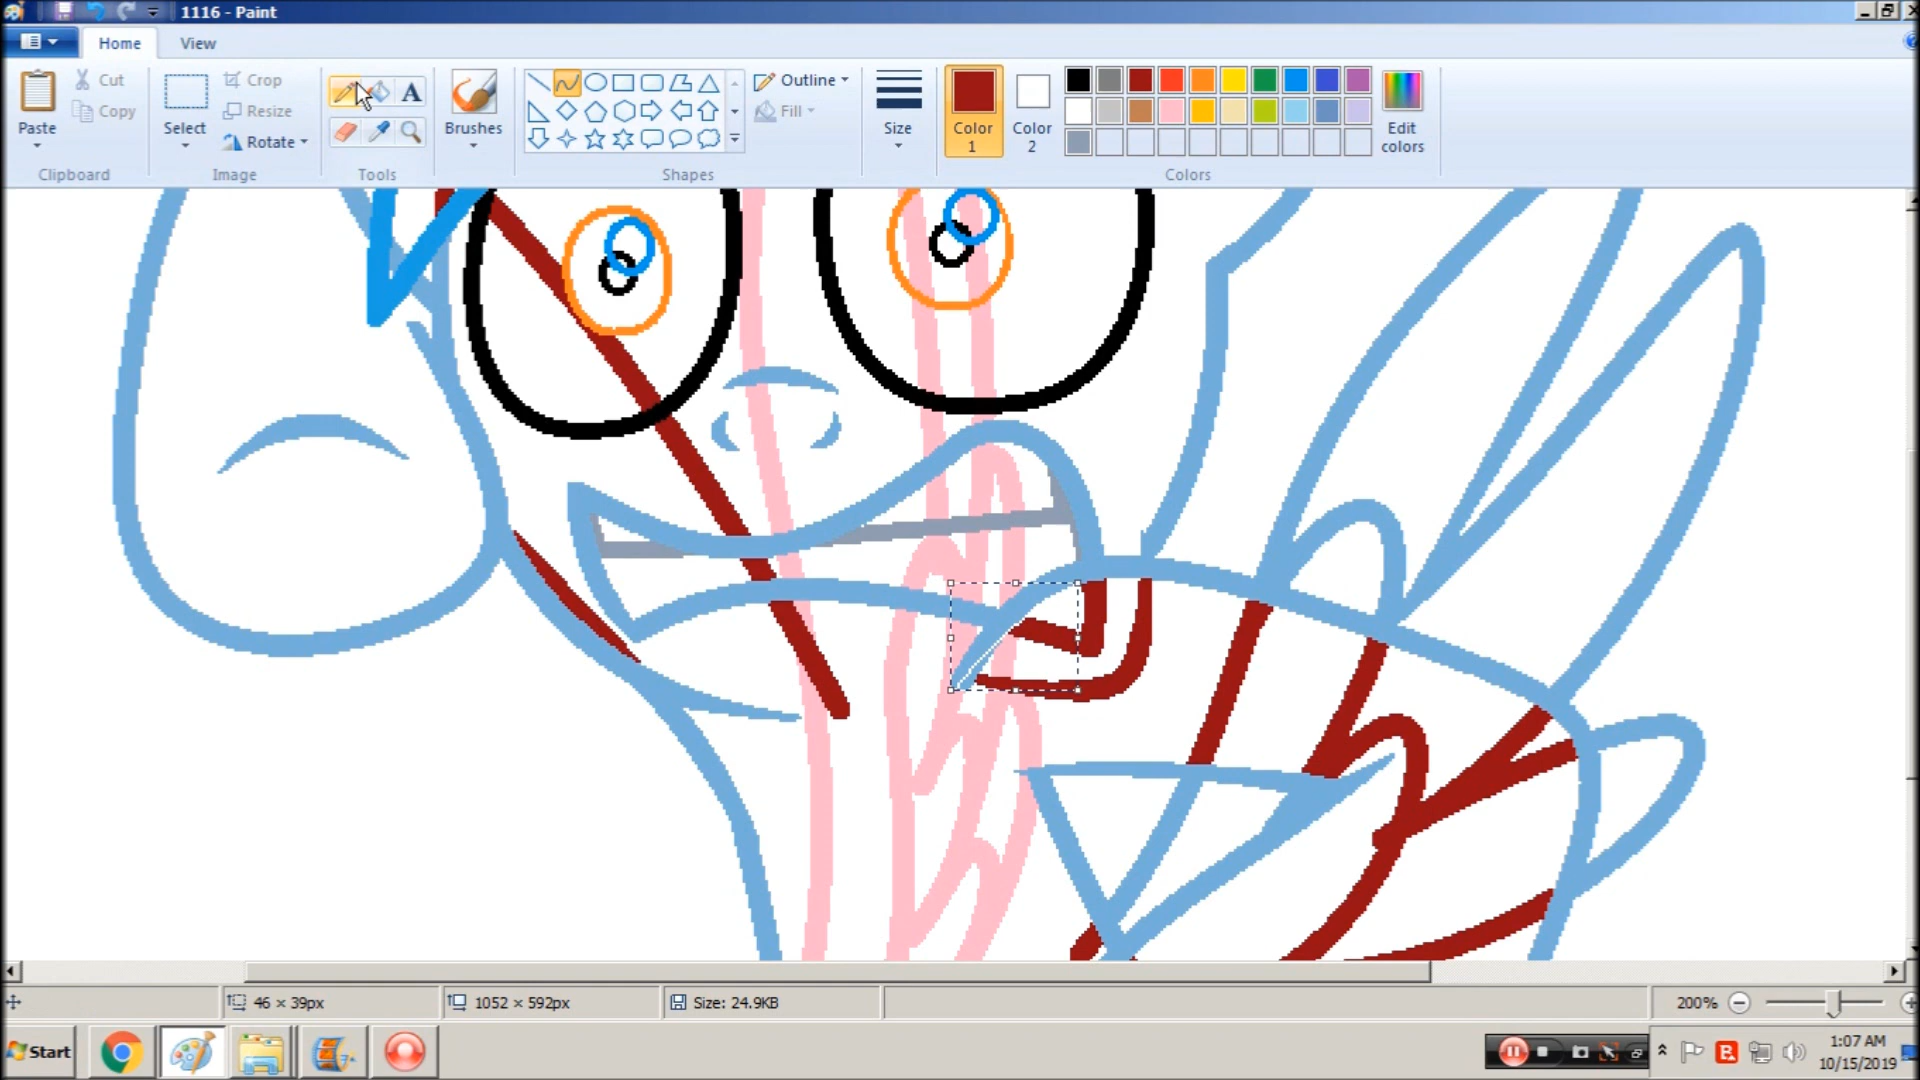 1116 - Paint
Home
View
Paste
Cut
Copy
Clipboard
Select
Crop
Resize
Rotate
Image
A
Tools
Brushes
Outline
Fill
Shapes
Size
Color
1
Color
2
Edit
colors
Colors
46 × 39px
1052 × 592px
Size: 24.9KB
200%
Start
1:07 AM
10/15/2019